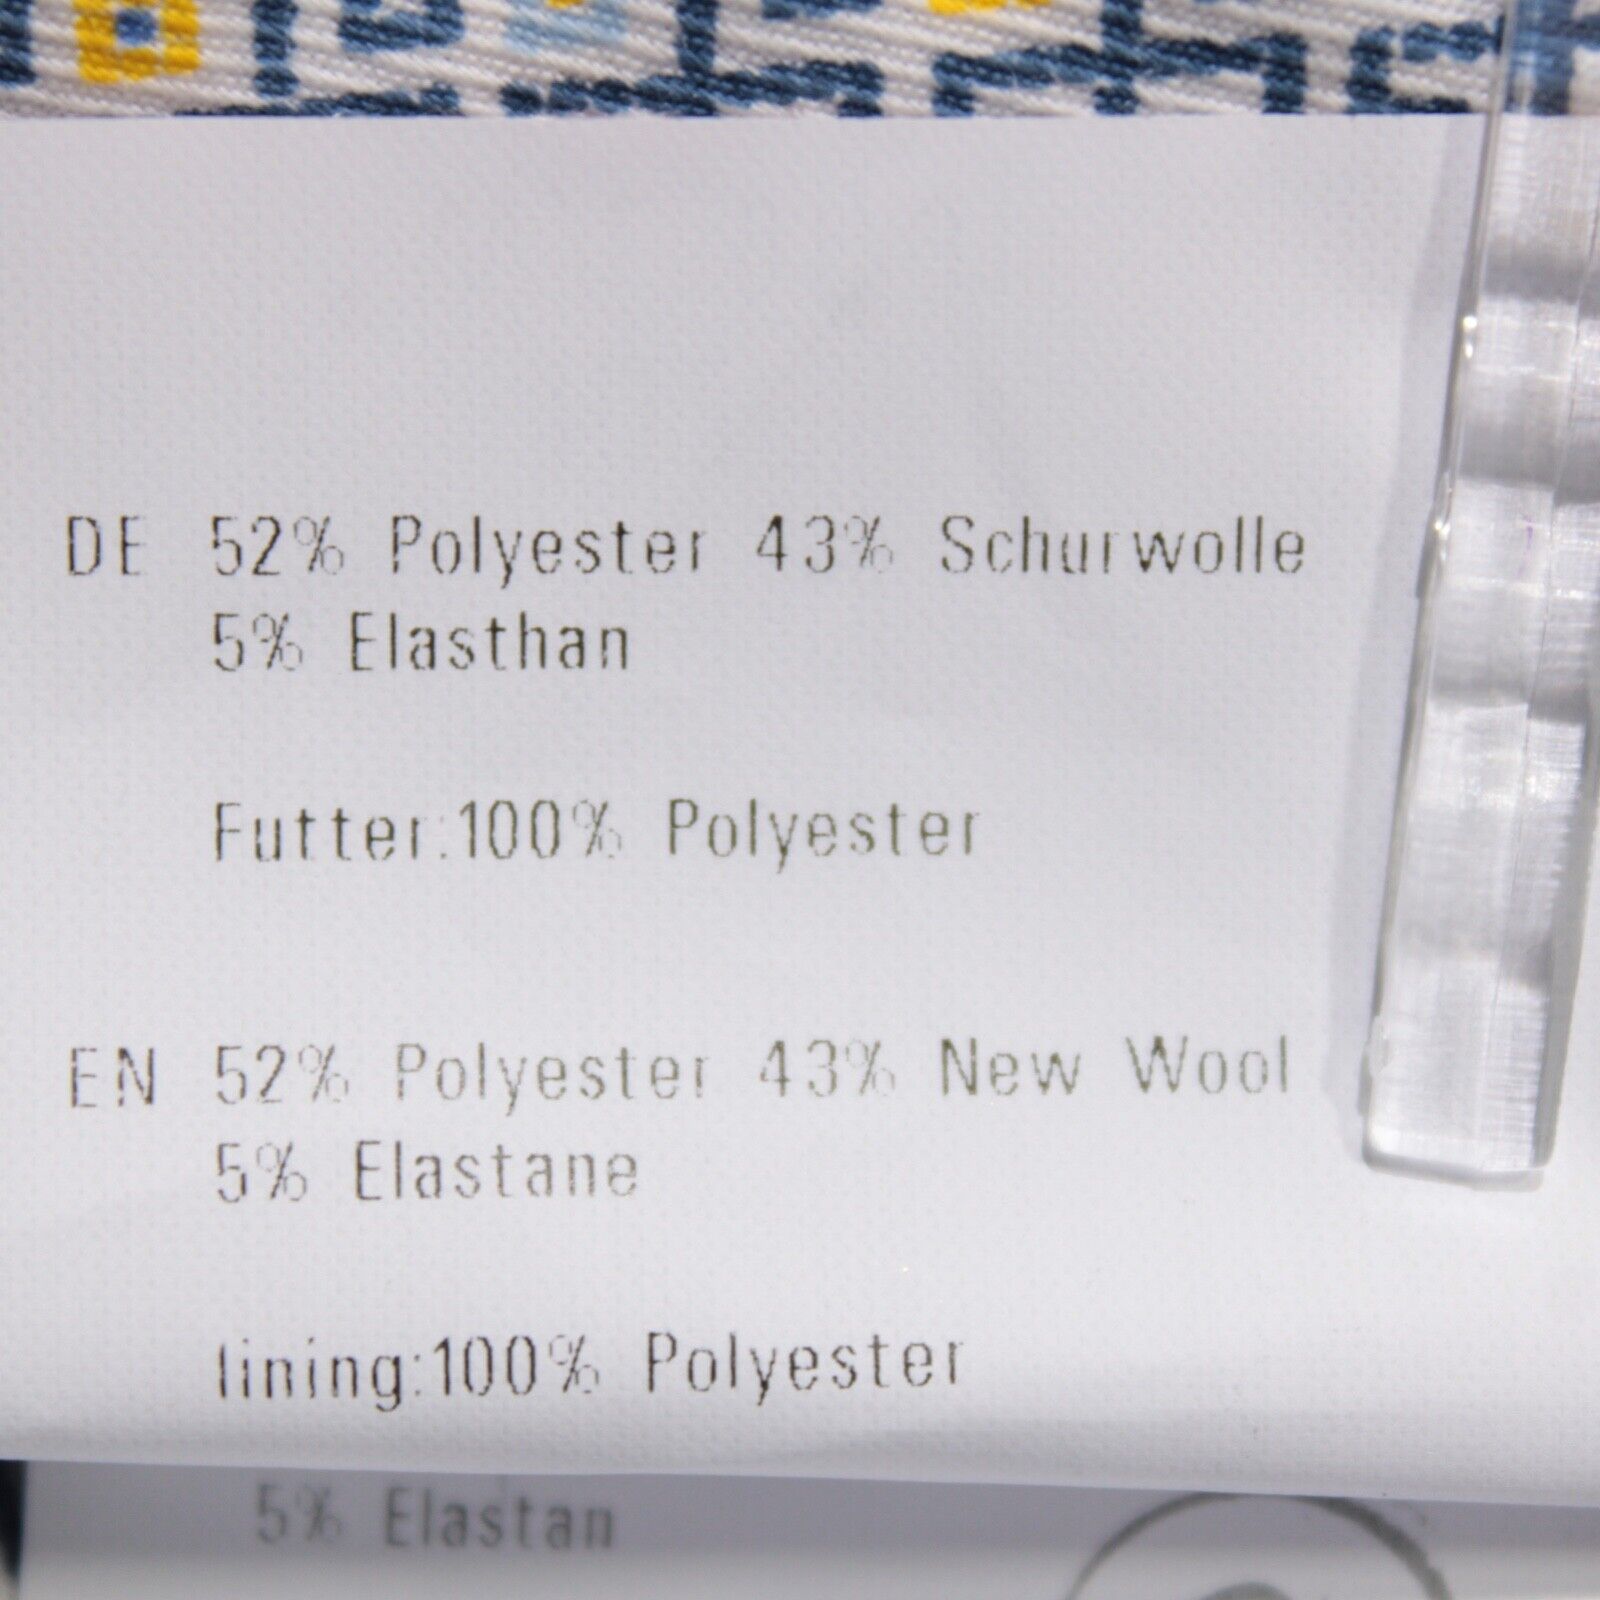 DE 52% Polyester 43% Schurwolle
5% Elasthan
Futter:100% Polyester
EN 52% Polyester 43% New Wool
5% Elastane
lining:100% Polyester
5% Elastan